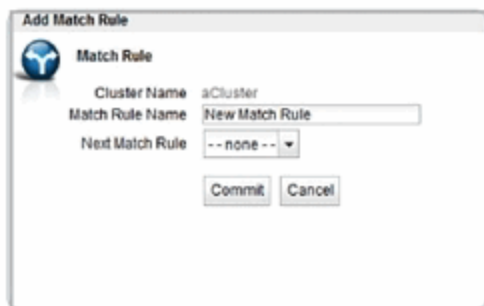 Add Match Rule
Match Rule
Cluster Name aCluster
Match Rule Name New Match Rule
Next Match Rule -- none --
Commit Cancel